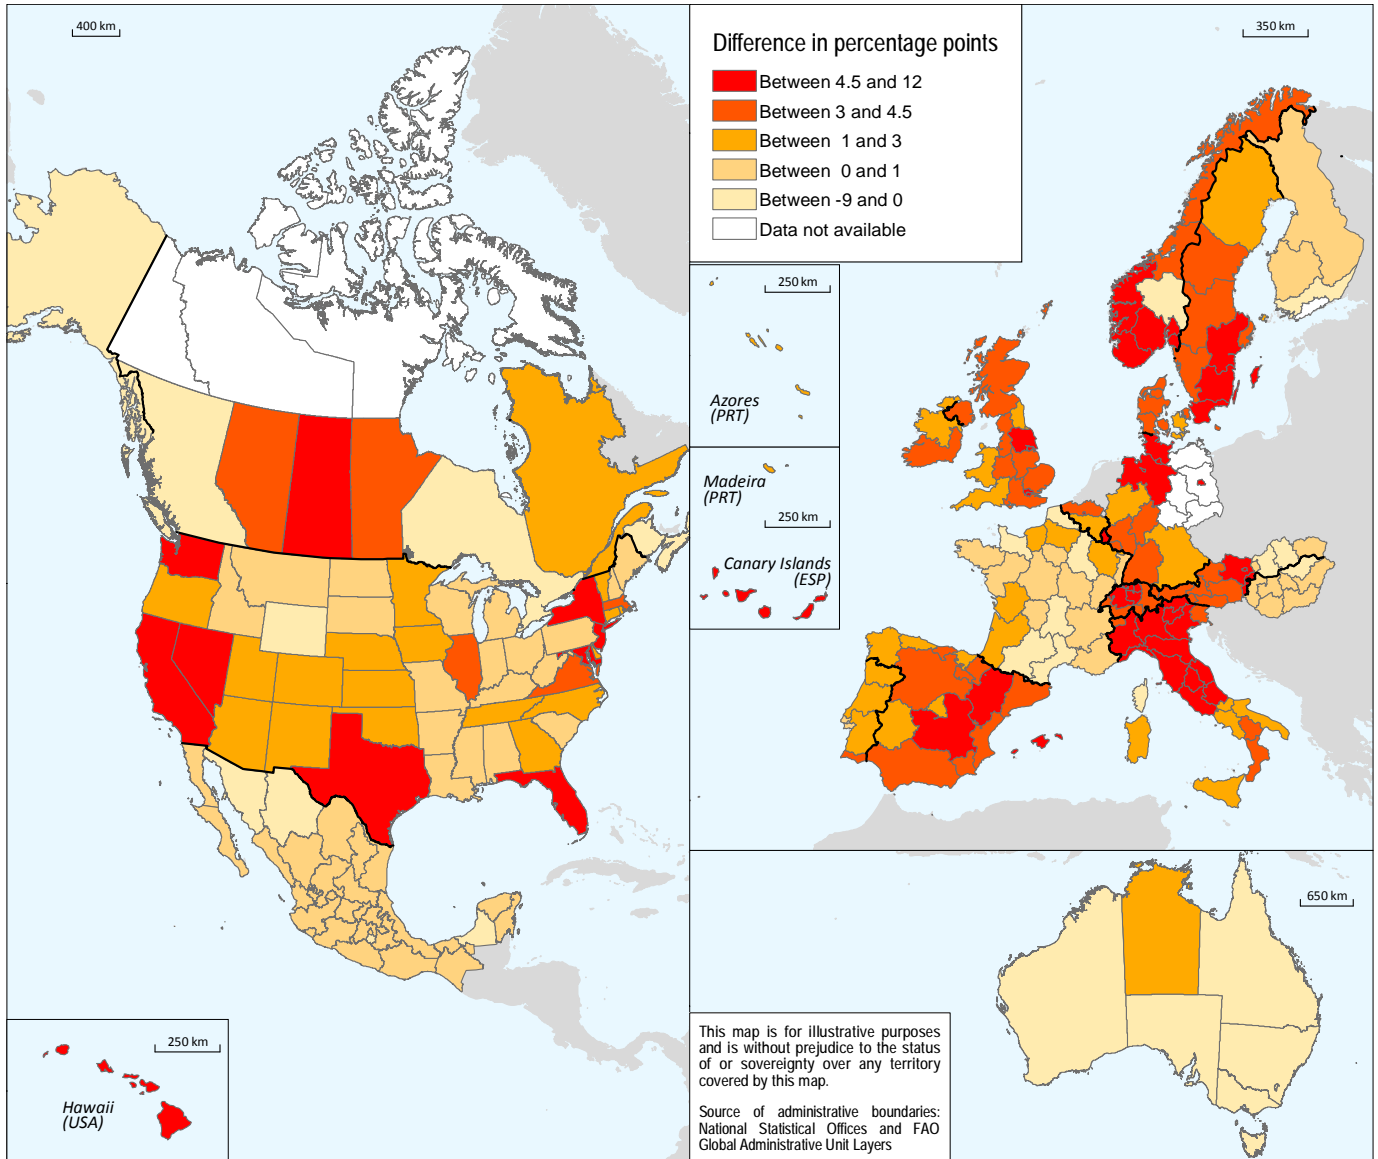 400 km
Difference in percentage points
Between 4.5 and 12
Between 3 and 4.5
Between 1 and 3
Between 0 and 1
Between -9 and 0
Data not available
350 km
250 km
Azores
(PRT)
Madeira
(PRT)
250 km
Canary Islands
(ESP)
650 km
250 km
Hawaii
(USA)
This map is for illustrative purposes
and is without prejudice to the status
of or sovereignty over any territory
covered by this map.
Source of administrative boundaries:
National Statistical Offices and FAO
Global Administrative Unit Layers